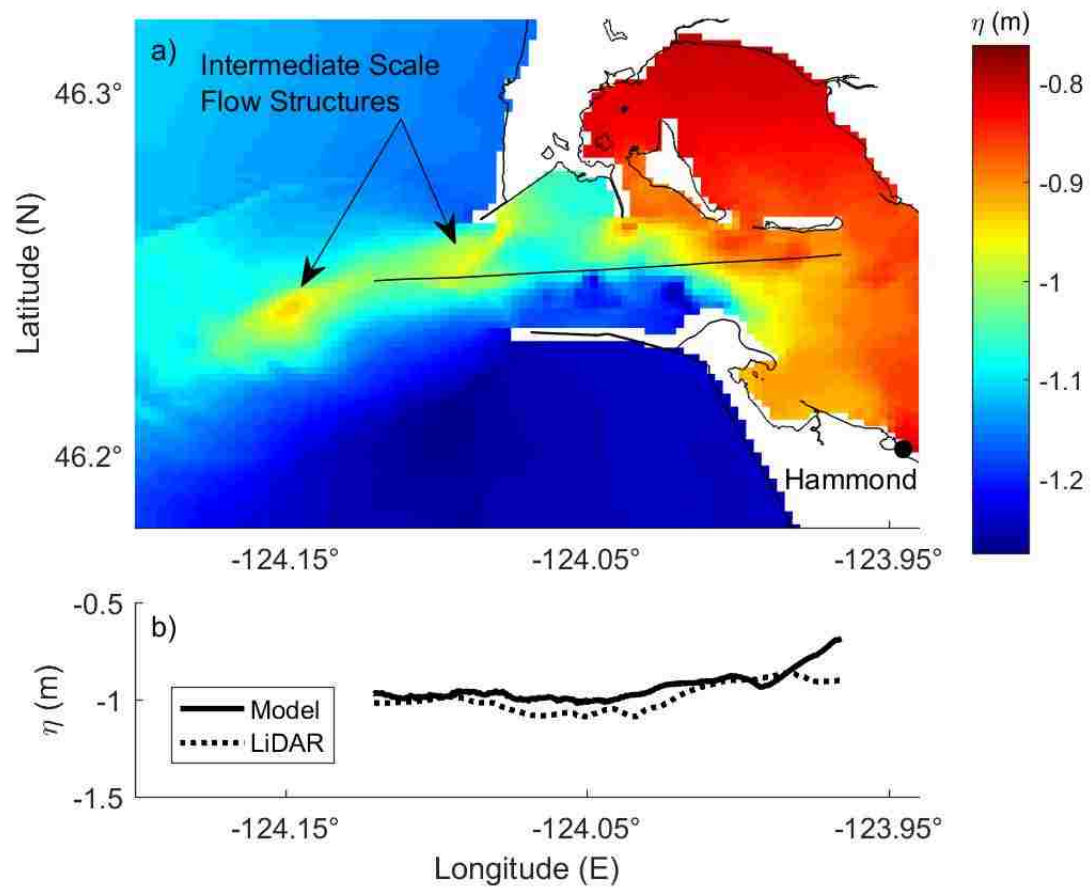 η (m)
a)
Intermediate Scale
Flow Structures
46.3°
46.2°
Latitude (N)
-0.8
-0.9
-1
-1.1
-1.2
Hammond
-124.15°
-124.05°
-123.95°
b)
-0.5
-1
-1.5
η (m)
Model
LiDAR
-124.15°
-124.05°
-123.95°
Longitude (E)